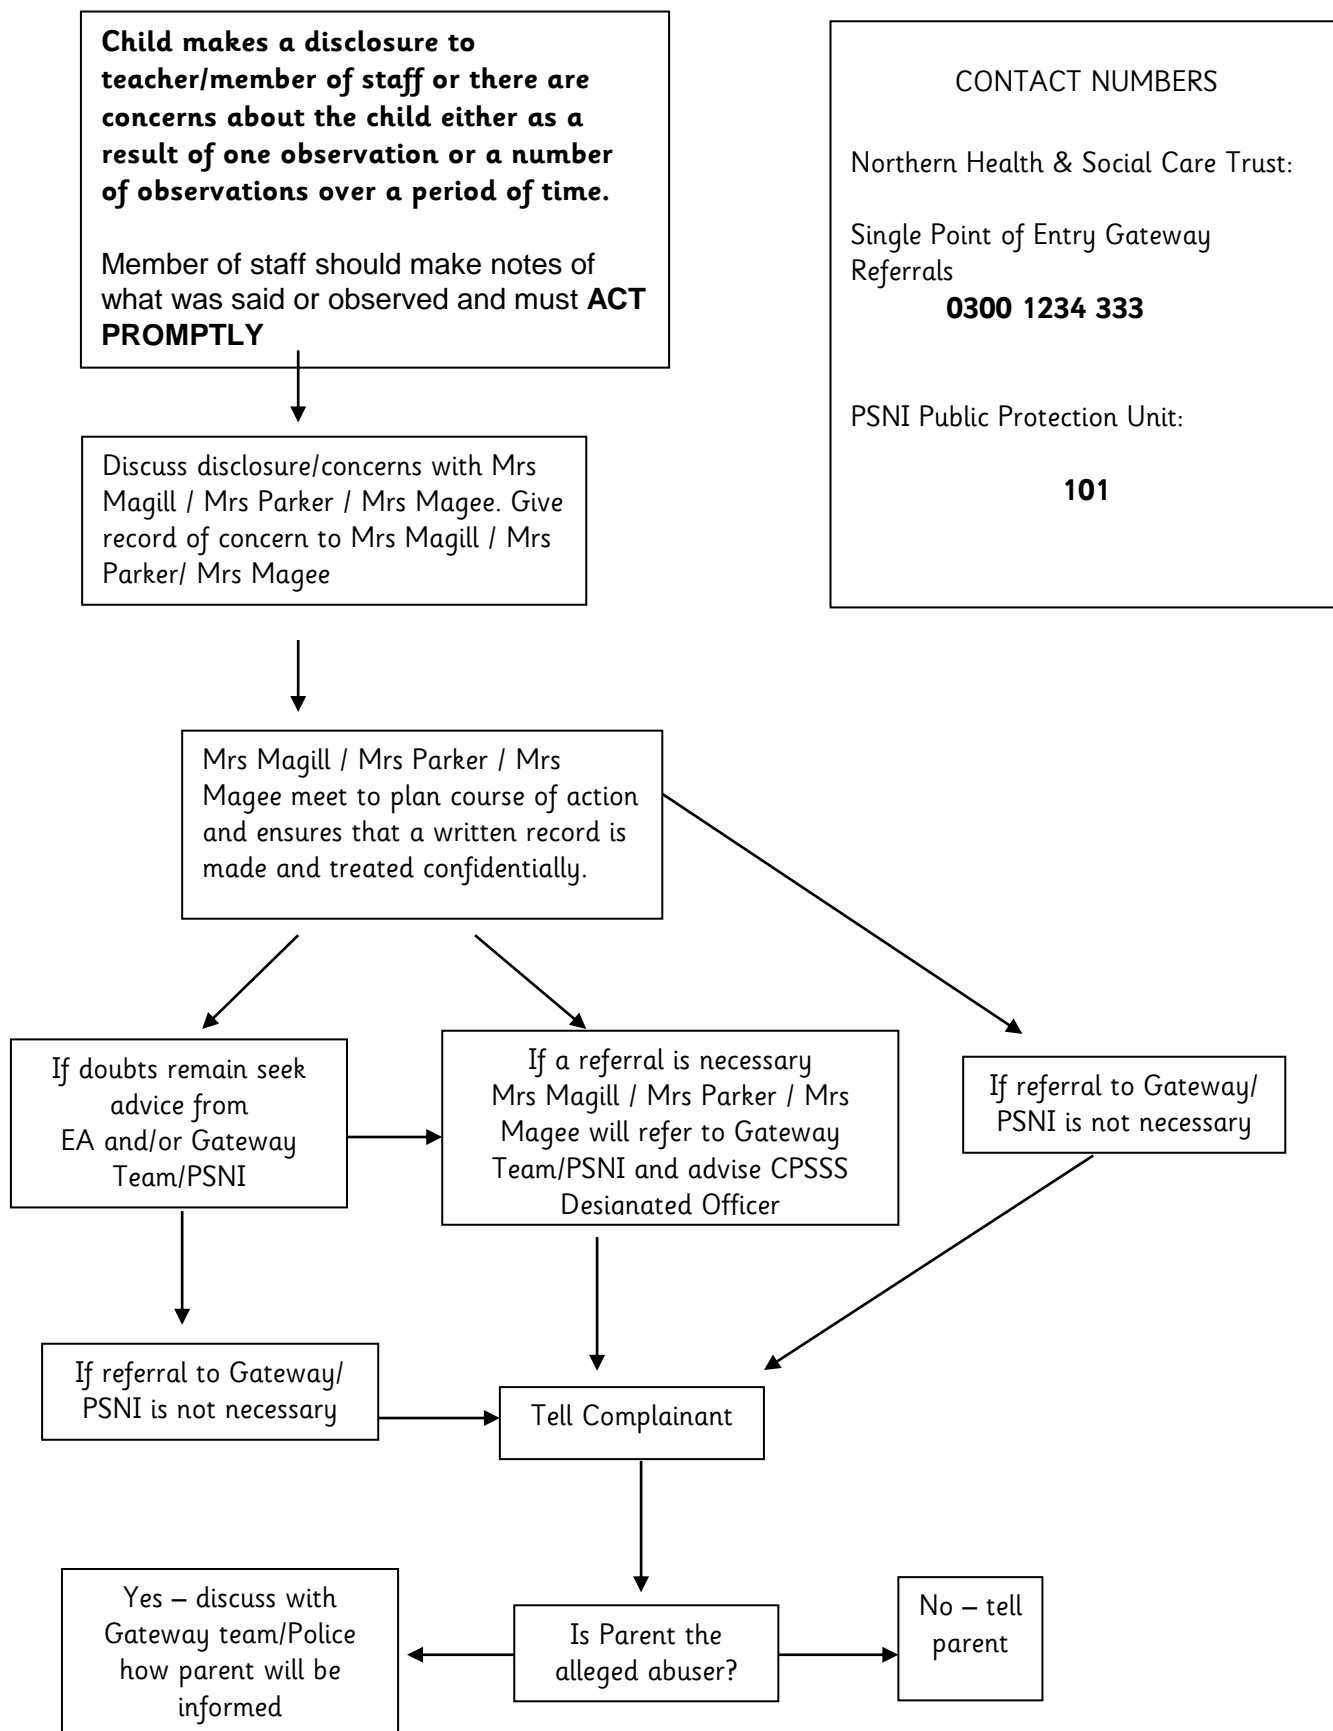 Child makes a disclosure to
teacher/member of staff or there are
concerns about the child either as a
result of one observation or a number
of observations over a period of time.
Member of staff should make notes of
what was said or observed and must ACT
PROMPTLY
CONTACT NUMBERS
Northern Health & Social Care Trust:
Single Point of Entry Gateway
Referrals
0300 1234 333
PSNI Public Protection Unit:
101
Discuss disclosure/concerns with Mrs
Magill / Mrs Parker / Mrs Magee. Give
record of concern to Mrs Magill / Mrs
Parker/ Mrs Magee
Mrs Magill / Mrs Parker / Mrs
Magee meet to plan course of action
and ensures that a written record is
made and treated confidentially.
If doubts remain seek
advice from
EA and/or Gateway
Team/PSNI
If a referral is necessary
Mrs Magill / Mrs Parker / Mrs
Magee will refer to Gateway
Team/PSNI and advise CPSSS
Designated Officer
If referral to Gateway/
PSNI is not necessary
If referral to Gateway/
PSNI is not necessary
Tell Complainant
Yes – discuss with
Gateway team/Police
how parent will be
informed
Is Parent the
alleged abuser?
No – tell
parent